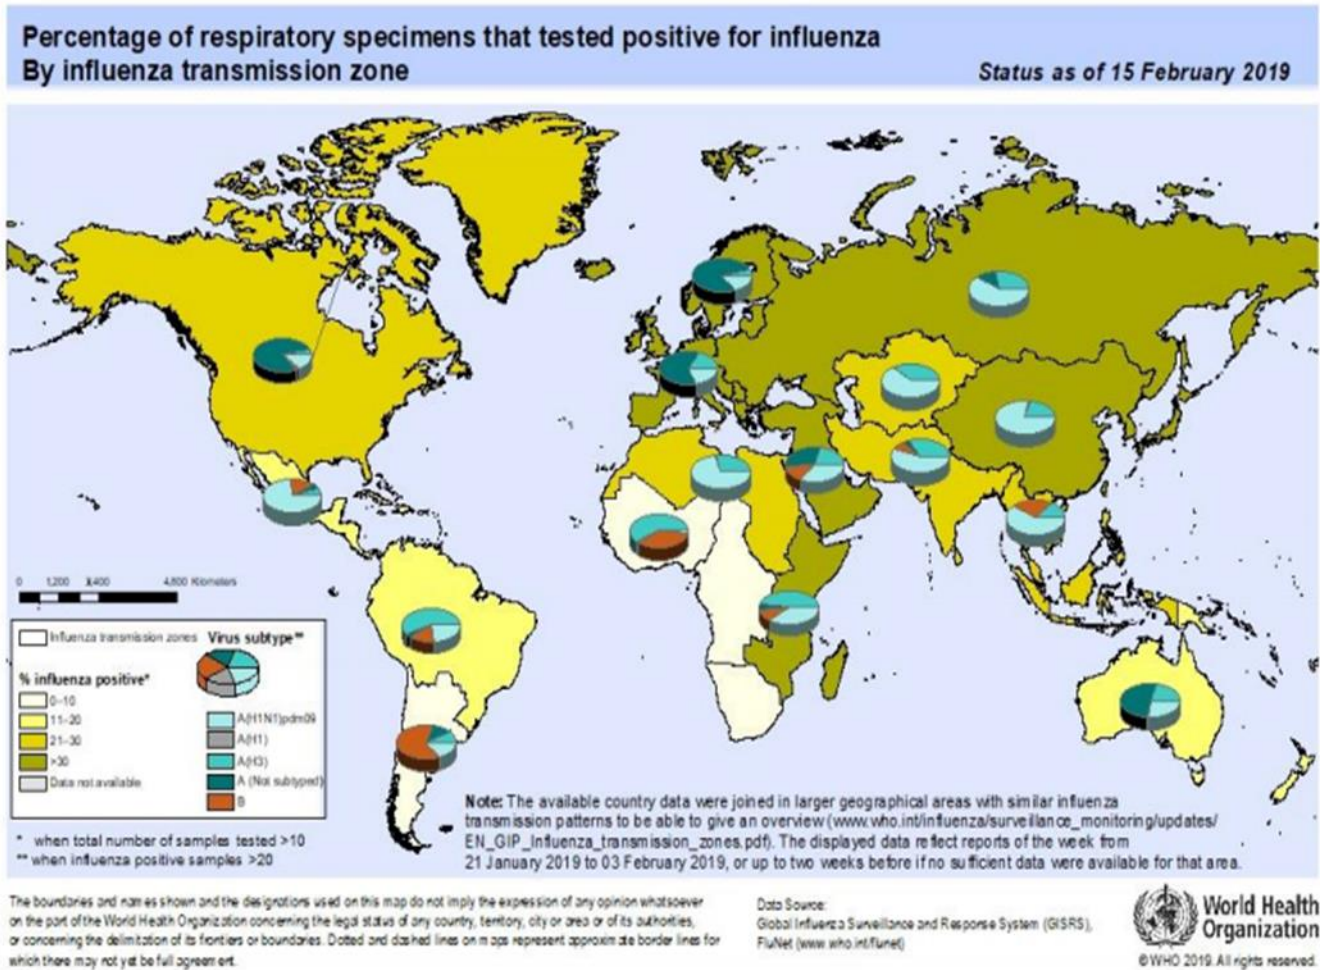 Percentage of respiratory specimens that tested positive for influenza
By influenza transmission zone
Status as of 15 February 2019
0 1,200 2,400 4,800 Kilometers
Influenza transmission zones
% influenza positive*
0-10
11-20
21-30
>30
Data not available
Virus subtype**
A(H1N1)pdm09
A(H1)
A(H3)
A (Not subtyped)
B
* when total number of samples tested >10
** when influenza positive samples >20
Note: The available country data were joined in larger geographical areas with similar influenza
transmission patterns to be able to give an overview (www.who.int/influenza/surveillance_monitoring/updates/
EN_GIP_Influenza_transmission_zones.pdf). The displayed data reflect reports of the week from
21 January 2019 to 03 February 2019, or up to two weeks before if no sufficient data were available for that area.
The boundaries and names shown and the designations used on this map do not imply the expression of any opinion whatsoever
on the part of the World Health Organization concerning the legal status of any country, territory, city or area or of its authorities,
or concerning the delimitation of its frontiers or boundaries. Dotted and dashed lines on maps represent approximate border lines for
which there may not yet be full agreement.
Data Source:
Global Influenza Surveillance and Response System (GISRS),
FluNet (www.who.int/flunet)
World Health
Organization
© WHO 2019. All rights reserved.